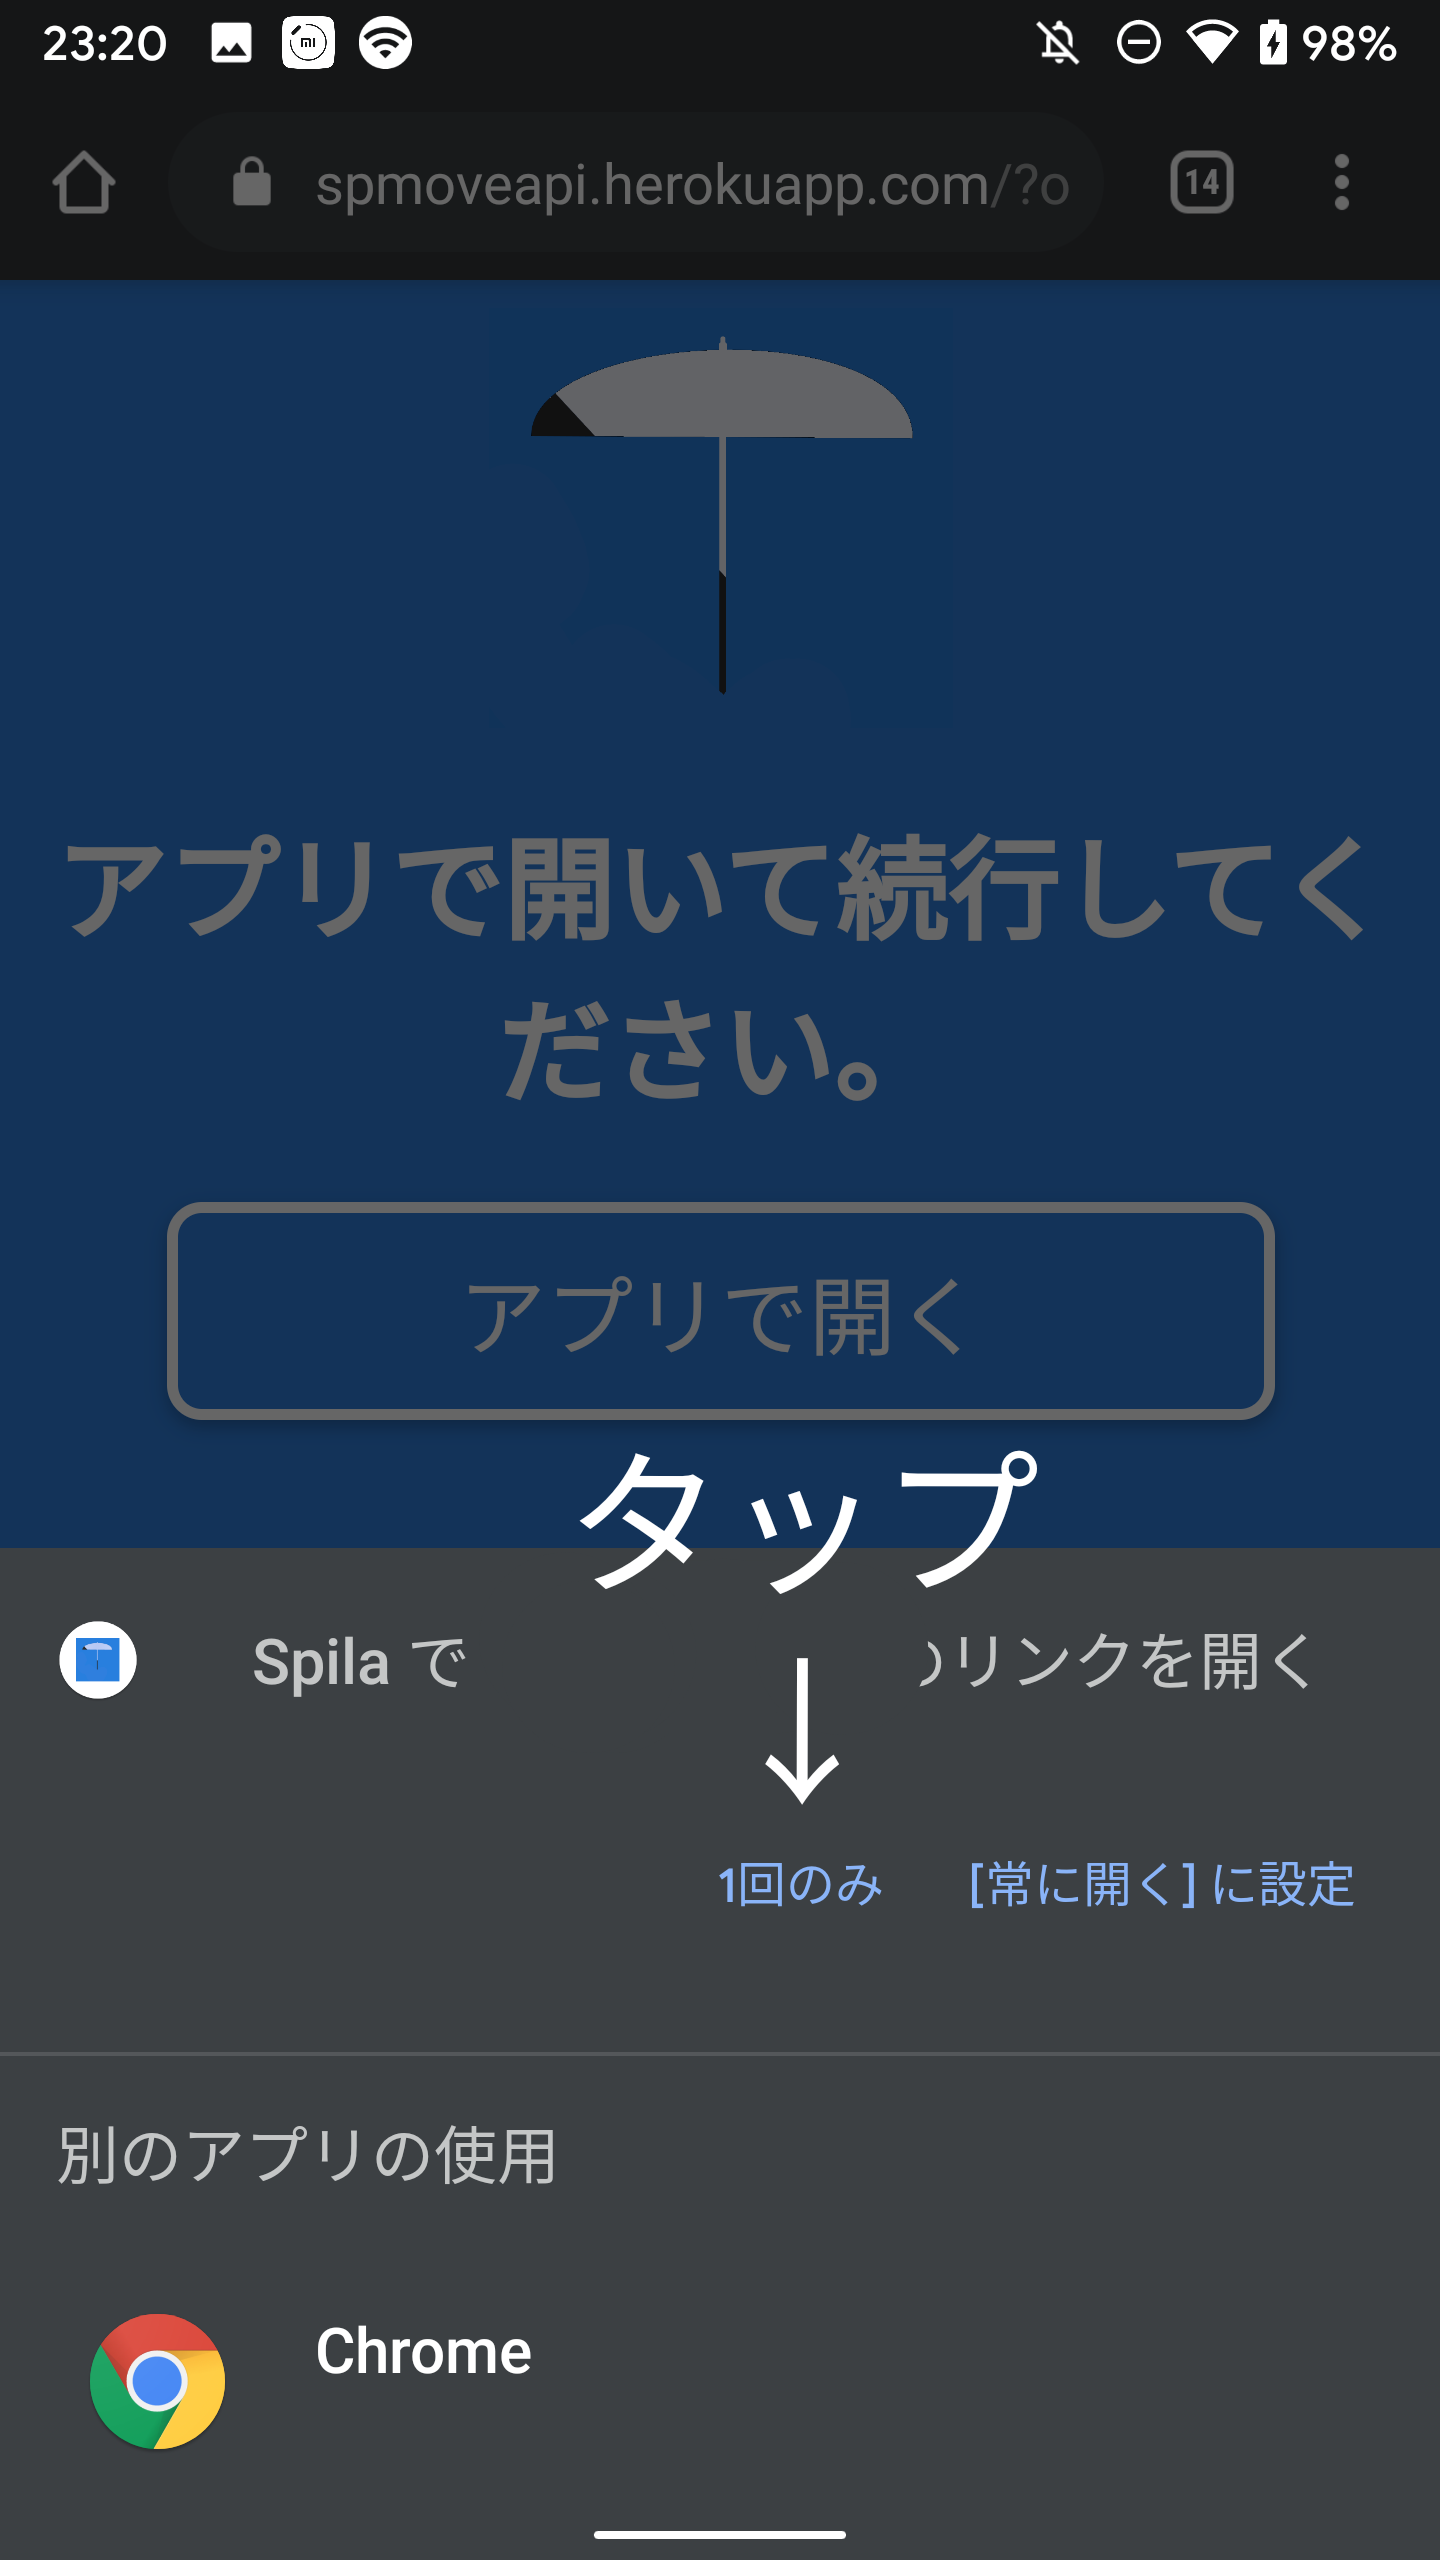 23:20
98%
spmoveapi.herokuapp.com/?o
14
アプリで開いて続行してく
ださい。
アプリで開く
タップ
Spila で
リンクを開く
↓
1回のみ [常に開く] に設定
別のアプリの使用
Chrome